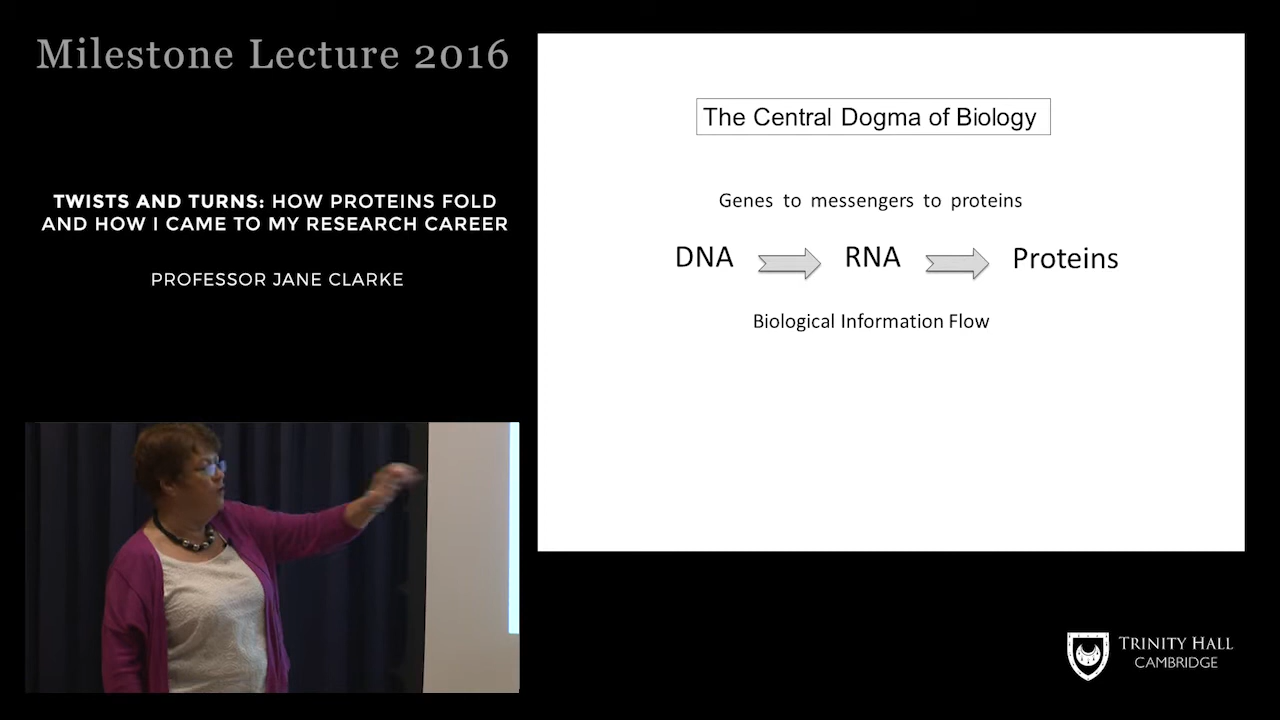 Milestone Lecture 2016
TWISTS AND TURNS: HOW PROTEINS FOLD
AND HOW I CAME TO MY RESEARCH CAREER
PROFESSOR JANE CLARKE
The Central Dogma of Biology
Genes to messengers to proteins
DNA RNA Proteins
Biological Information Flow
TRINITY HALL
CAMBRIDGE